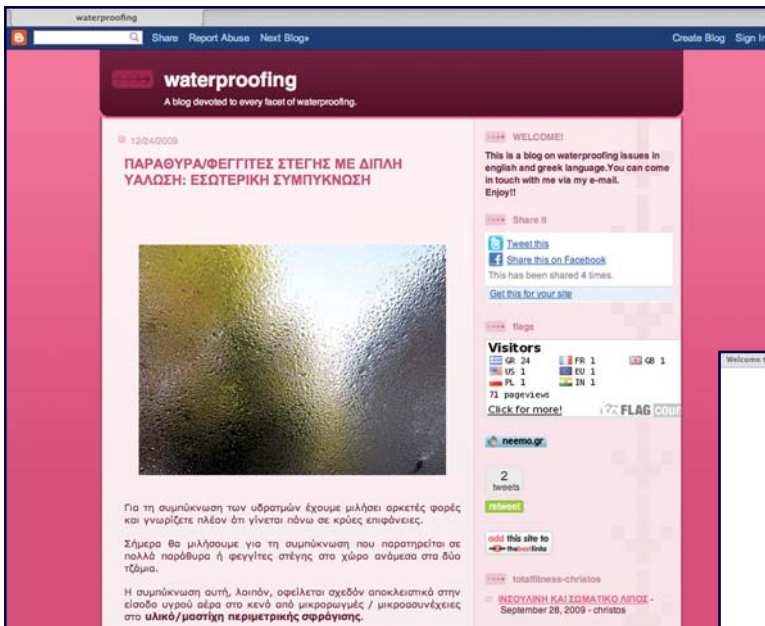 waterproofing
Share Report Abuse Next Blog»
Create Blog Sign In
waterproofing
A blog devoted to every facet of waterproofing.
12/24/2009
ΠΑΡΑΘΥΡΑ/ΦΕΓΓΙΤΕΣ ΣΤΕΓΗΣ ΜΕ ΔΙΠΛΗ
ΥΑΛΩΣΗ: ΕΣΩΤΕΡΙΚΗ ΣΥΜΠΥΚΝΩΣΗ
Για τη συμπύκνωση των υδρατμών έχουμε μιλήσει αρκετές φορές
και γνωρίζετε πλέον ότι γίνεται πάνω σε κρύες επιφάνειες.
Σήμερα θα μιλήσουμε για τη συμπύκνωση που παρατηρείται σε
πολλά παράθυρα ή φεγγίτες στέγης στο χώρο ανάμεσα στα δύο
τζάμια.
Η συμπύκνωση αυτή, λοιπόν, οφείλεται σχεδόν αποκλειστικά στην
είσοδο υγρού αέρα στο κενό από μικρορωγμές / μικροασυνέχειες
στο υλικό/μαστίχη περιμετρικής σφράγισης.
WELCOME!
This is a blog on waterproofing issues in
english and greek language.You can come
in touch with me via my e-mail.
Enjoy!!
Share it
Tweet this
Share this on Facebook
This has been shared 4 times.
Get this for your site
flags
Visitors
GR 24 FR 1 GB 1
US 1 EU 1
PL 1 IN 1
71 pageviews
Click for more! FLAG coun
neemo.gr
2
tweets
retweet
add this site to
thebestlinks
totalfitness-christos
ΙΝΣΟΥΛΙΝΗ ΚΑΙ ΣΩΜΑΤΙΚΟ ΛΙΠΟΣ -
September 28, 2009 - christos
Welcome t